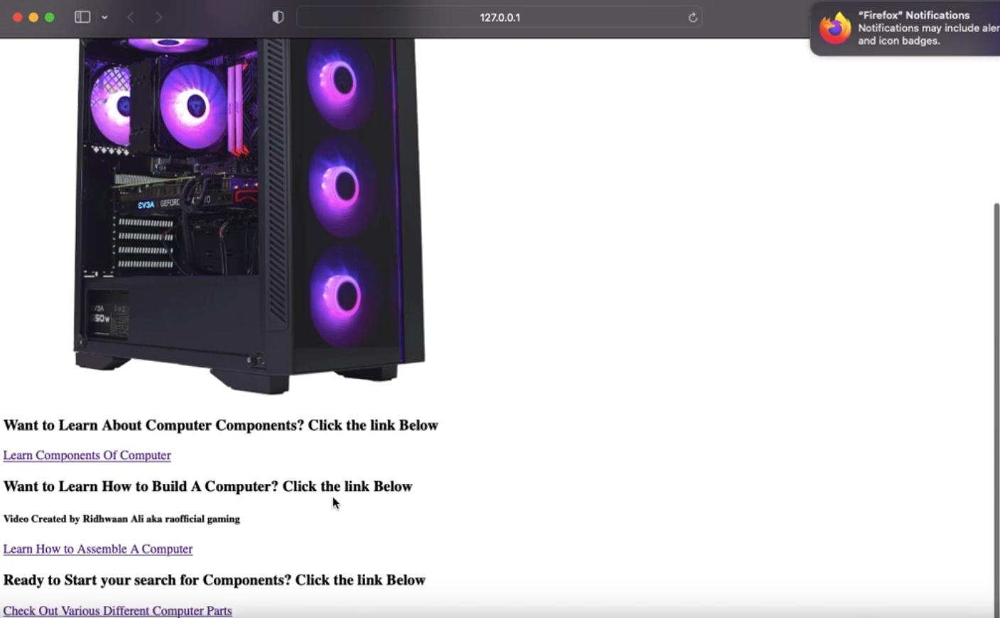 127.0.0.1
“Firefox” Notifications
Notifications may include
and icon badges.
EVGA
EVGA
Want to Learn About Computer Components? Click the link Below
Learn Components Of Computer
Want to Learn How to Build A Computer? Click the link Below
Video Created by Ridhwaan Ali aka raofficial gaming
Learn How to Assemble A Computer
Ready to Start your search for Components? Click the link Below
Check Out Various Different Computer Parts